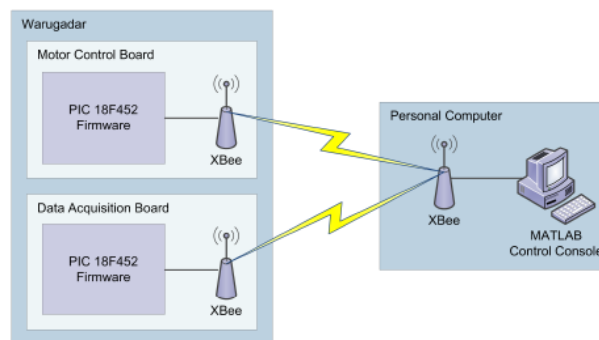 Warugadar
Motor Control Board
PIC 18F452
Firmware
XBee
Data Acquisition Board
PIC 18F452
Firmware
XBee
Personal Computer
XBee
MATLAB
Control Console